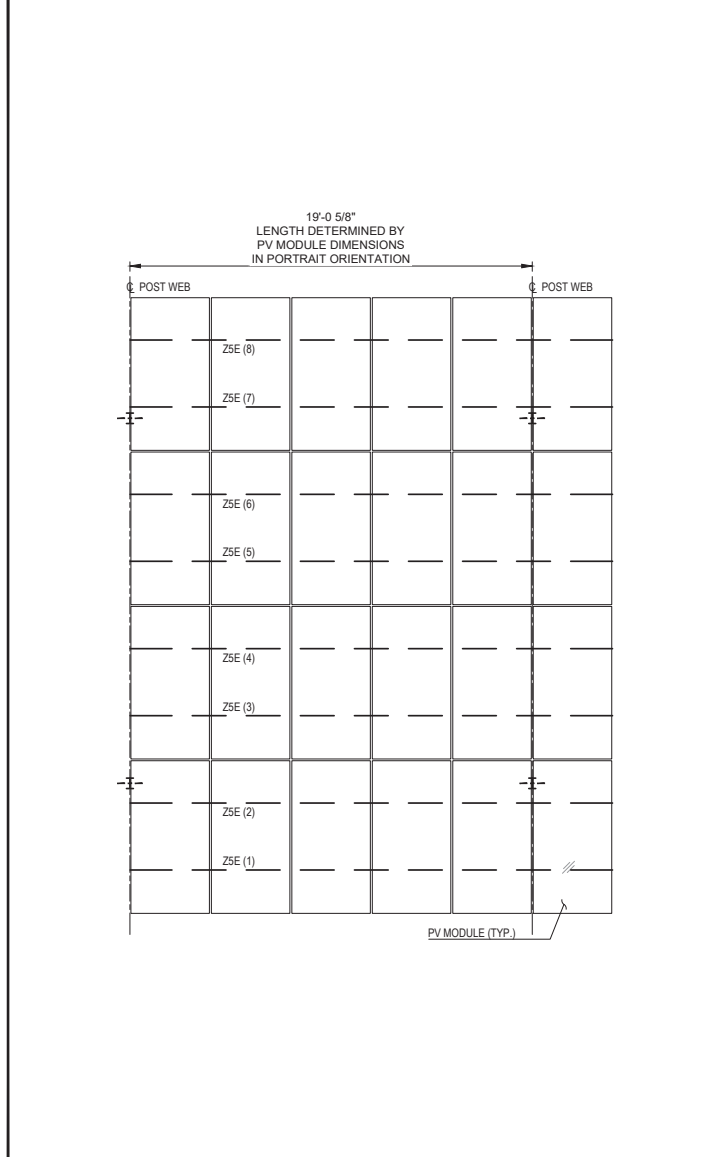 19'-0 5/8"
LENGTH DETERMINED BY
PV MODULE DIMENSIONS
IN PORTRAIT ORIENTATION
℄ POST WEB
℄ POST WEB
Z5E (8)
Z5E (7)
Z5E (6)
Z5E (5)
Z5E (4)
Z5E (3)
Z5E (2)
Z5E (1)
PV MODULE (TYP.)